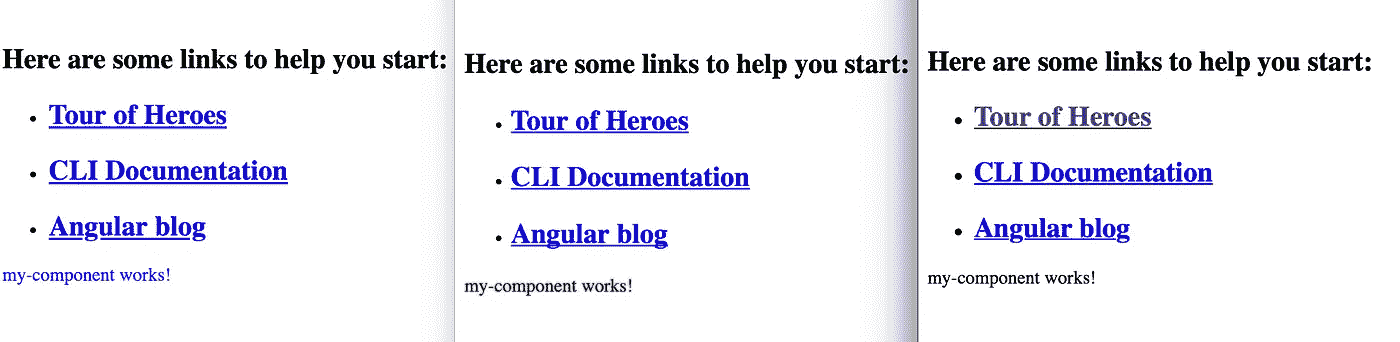 Here are some links to help you start:
Tour of Heroes
CLI Documentation
Angular blog
my-component works!
Here are some links to help you start:
Tour of Heroes
CLI Documentation
Angular blog
my-component works!
Here are some links to help you start:
Tour of Heroes
CLI Documentation
Angular blog
my-component works!